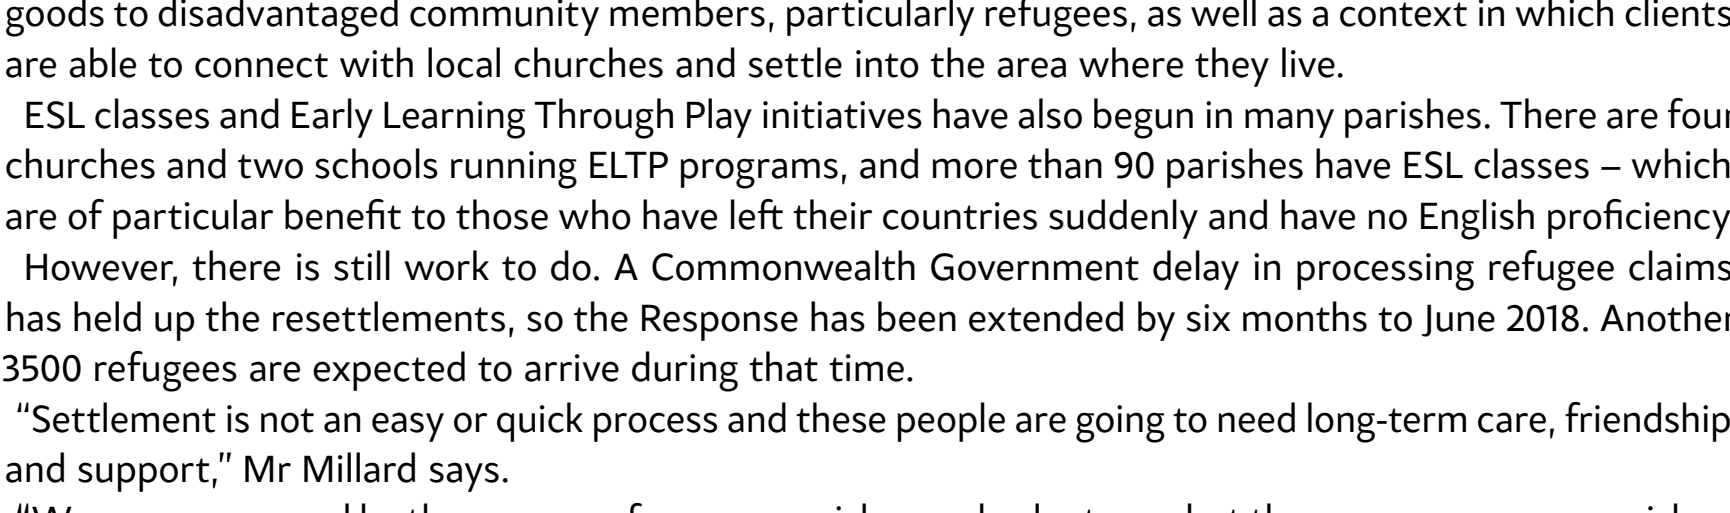 goods to disadvantaged community members, particularly refugees, as well as a context in which clients
are able to connect with local churches and settle into the area where they live.
ESL classes and Early Learning Through Play initiatives have also begun in many parishes. There are four
churches and two schools running ELTP programs, and more than 90 parishes have ESL classes – which
are of particular benefit to those who have left their countries suddenly and have no English proficiency
However, there is still work to do. A Commonwealth Government delay in processing refugee claims
has held up the resettlements, so the Response has been extended by six months to June 2018. Another
3500 refugees are expected to arrive during that time.
“Settlement is not an easy or quick process and these people are going to need long-term care, friendship
and support,” Mr Millard says.